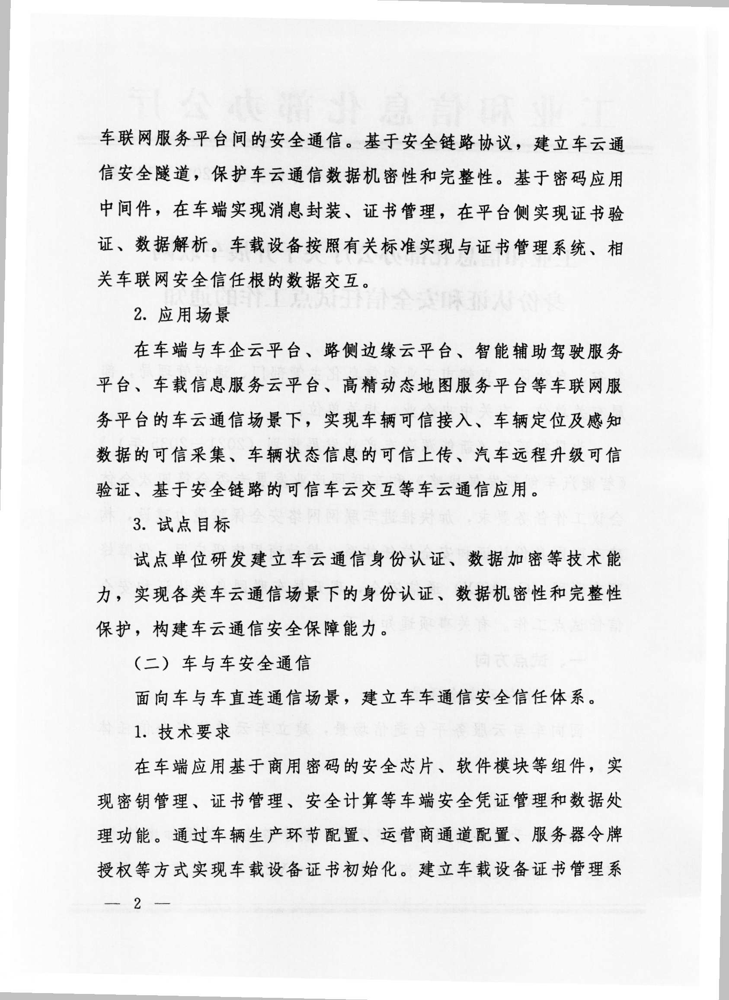 车联网服务平台间的安全通信。基于安全链路协议，建立车云通
信安全隧道，保护车云通信数据机密性和完整性。基于密码应用
中间件，在车端实现消息封装、证书管理，在平台侧实现证书验
证、数据解析。车载设备按照有关标准实现与证书管理系统、相
关车联网安全信任根的数据交互。
2. 应用场景
在车端与车企云平台、路侧边缘云平台、智能辅助驾驶服务
平台、车载信息服务云平台、高精动态地图服务平台等车联网服
务平台的车云通信场景下，实现车辆可信接入、车辆定位及感知
数据的可信采集、车辆状态信息的可信上传、汽车远程升级可信
验证、基于安全链路的可信车云交互等车云通信应用。
3. 试点目标
试点单位研发建立车云通信身份认证、数据加密等技术能
力，实现各类车云通信场景下的身份认证、数据机密性和完整性
保护，构建车云通信安全保障能力。
（二）车与车安全通信
面向车与车直连通信场景，建立车车通信安全信任体系。
1. 技术要求
在车端应用基于商用密码的安全芯片、软件模块等组件，实
现密钥管理、证书管理、安全计算等车端安全凭证管理和数据处
理功能。通过车辆生产环节配置、运营商通道配置、服务器令牌
授权等方式实现车载设备证书初始化。建立车载设备证书管理系
— 2 —